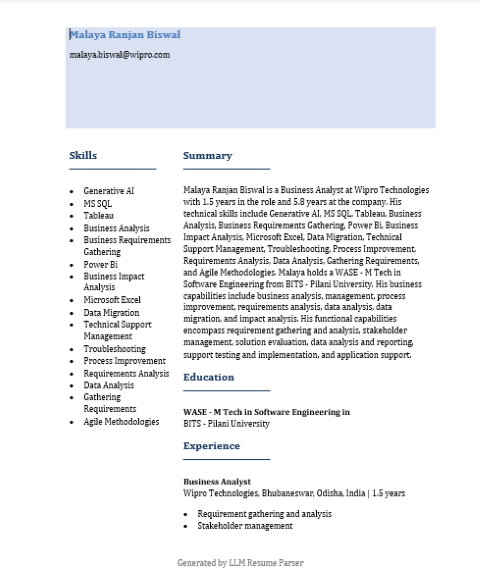 Malaya Ranjan Biswal
malaya.biswal@wipro.com
Skills
Generative AI
MS SQL
Tableau
Business Analysis
Business Requirements
Gathering
Power Bi
Business Impact
Analysis
Microsoft Excel
Data Migration
Technical Support
Management
Troubleshooting
Process Improvement
Requirements Analysis
Data Analysis
Gathering
Requirements
Agile Methodologies
Summary
Malaya Ranjan Biswal is a Business Analyst at Wipro Technologies
with 1.5 years in the role and 5.8 years at the company. His
technical skills include Generative AI, MS SQL, Tableau, Business
Analysis, Business Requirements Gathering, Power Bi, Business
Impact Analysis, Microsoft Excel, Data Migration, Technical
Support Management, Troubleshooting, Process Improvement,
Requirements Analysis, Data Analysis, Gathering Requirements,
and Agile Methodologies. Malaya holds a WASE - M Tech in
Software Engineering from BITS - Pilani University. His business
capabilities include business analysis, management, process
improvement, requirements analysis, data analysis, data
migration, and impact analysis. His functional capabilities
encompass requirement gathering and analysis, stakeholder
management, solution evaluation, data analysis and reporting,
support testing and implementation, and application support.
Education
WASE - M Tech in Software Engineering in
BITS - Pilani University
Experience
Business Analyst
Wipro Technologies, Bhubaneswar, Odisha, India | 1.5 years
Requirement gathering and analysis
Stakeholder management
Generated by LLM Resume Parser